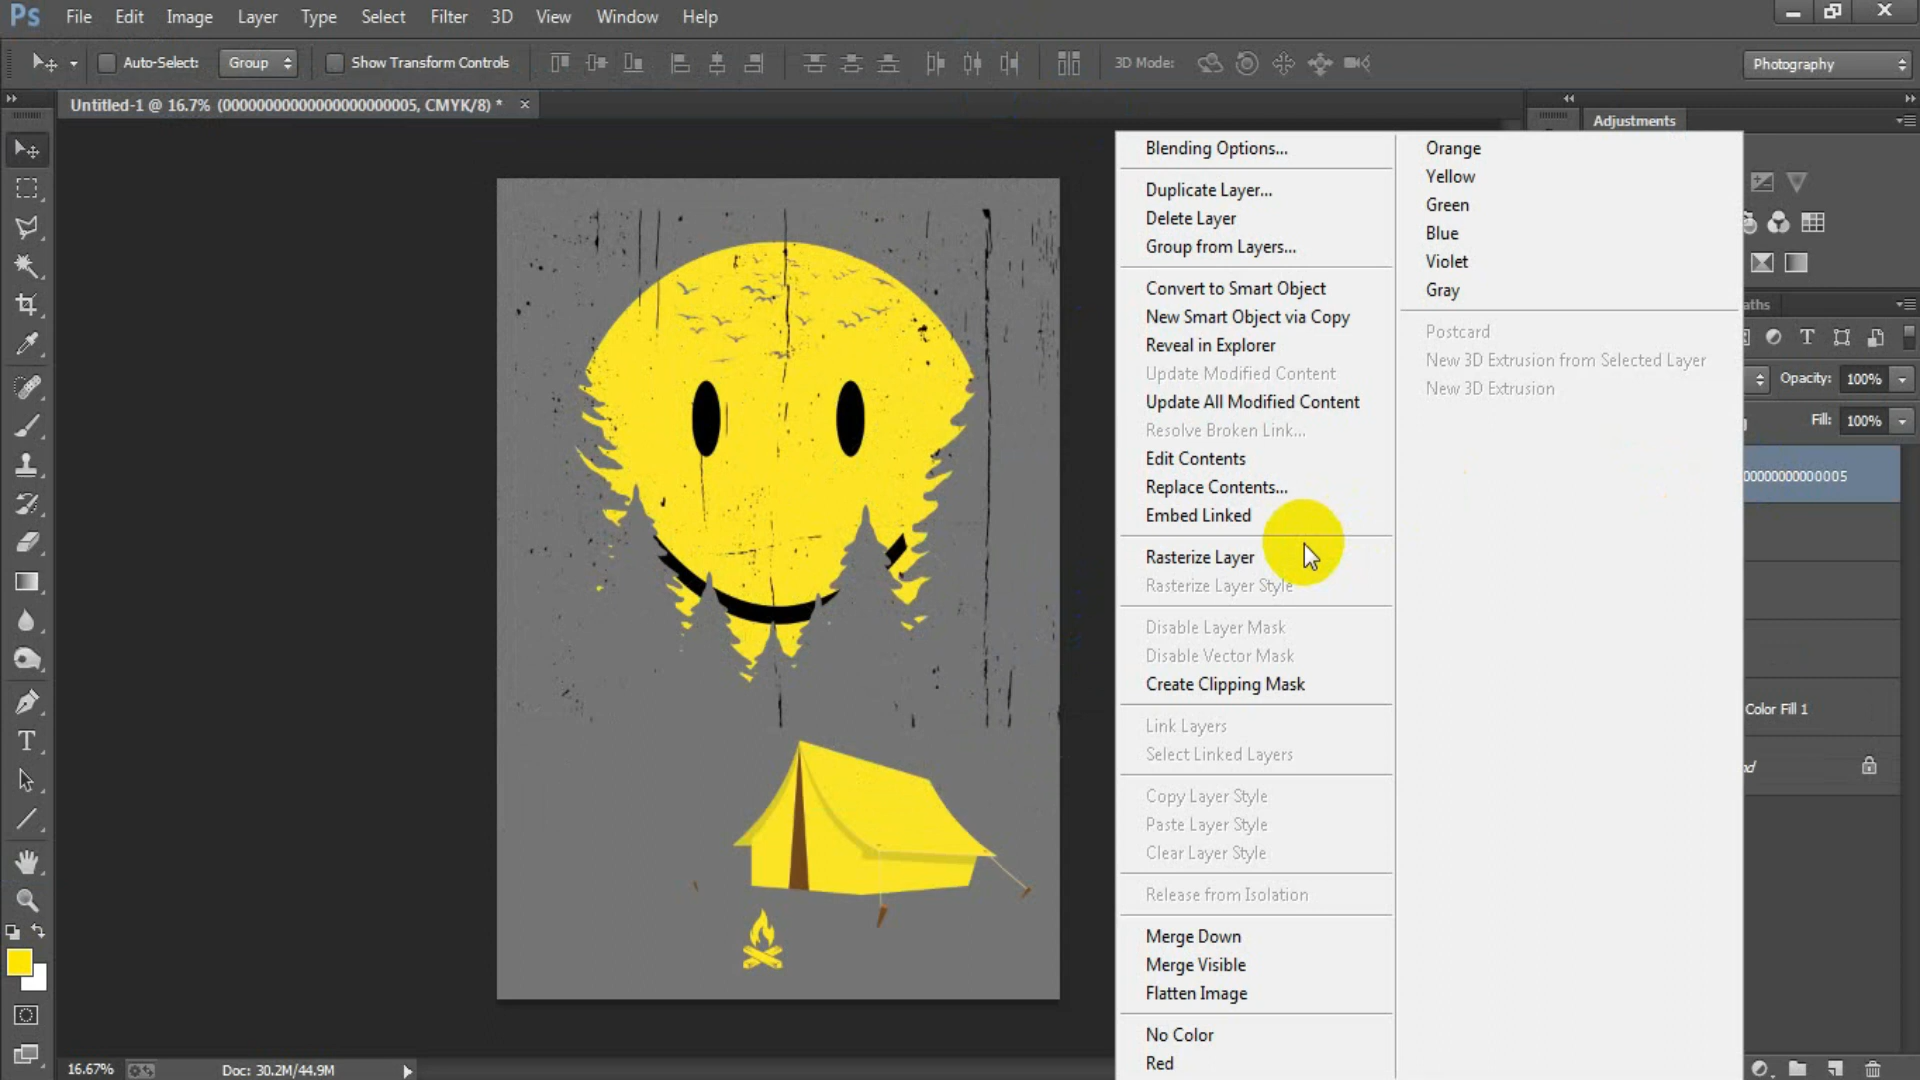 Ps File Edit Image Layer Type Select Filter 3D View Window Help
Auto-Select: Group Show Transform Controls 3D Mode: Photography
Untitled-1 @ 16.7% (00000000000000000000000005, CMYK/8) *
Adjustments
Blending Options...
Duplicate Layer...
Delete Layer
Group from Layers...
Convert to Smart Object
New Smart Object via Copy
Reveal in Explorer
Update Modified Content
Update All Modified Content
Resolve Broken Link...
Edit Contents
Replace Contents...
Embed Linked
Rasterize Layer
Rasterize Layer Style
Disable Layer Mask
Disable Vector Mask
Create Clipping Mask
Link Layers
Select Linked Layers
Copy Layer Style
Paste Layer Style
Clear Layer Style
Release from Isolation
Merge Down
Merge Visible
Flatten Image
No Color
Red
Orange
Yellow
Green
Blue
Violet
Gray
Postcard
New 3D Extrusion from Selected Layer
New 3D Extrusion
aths
Opacity: 100%
Fill: 100%
0000000000005
Color Fill 1
nd
16.67% Doc: 30.2M/44.9M